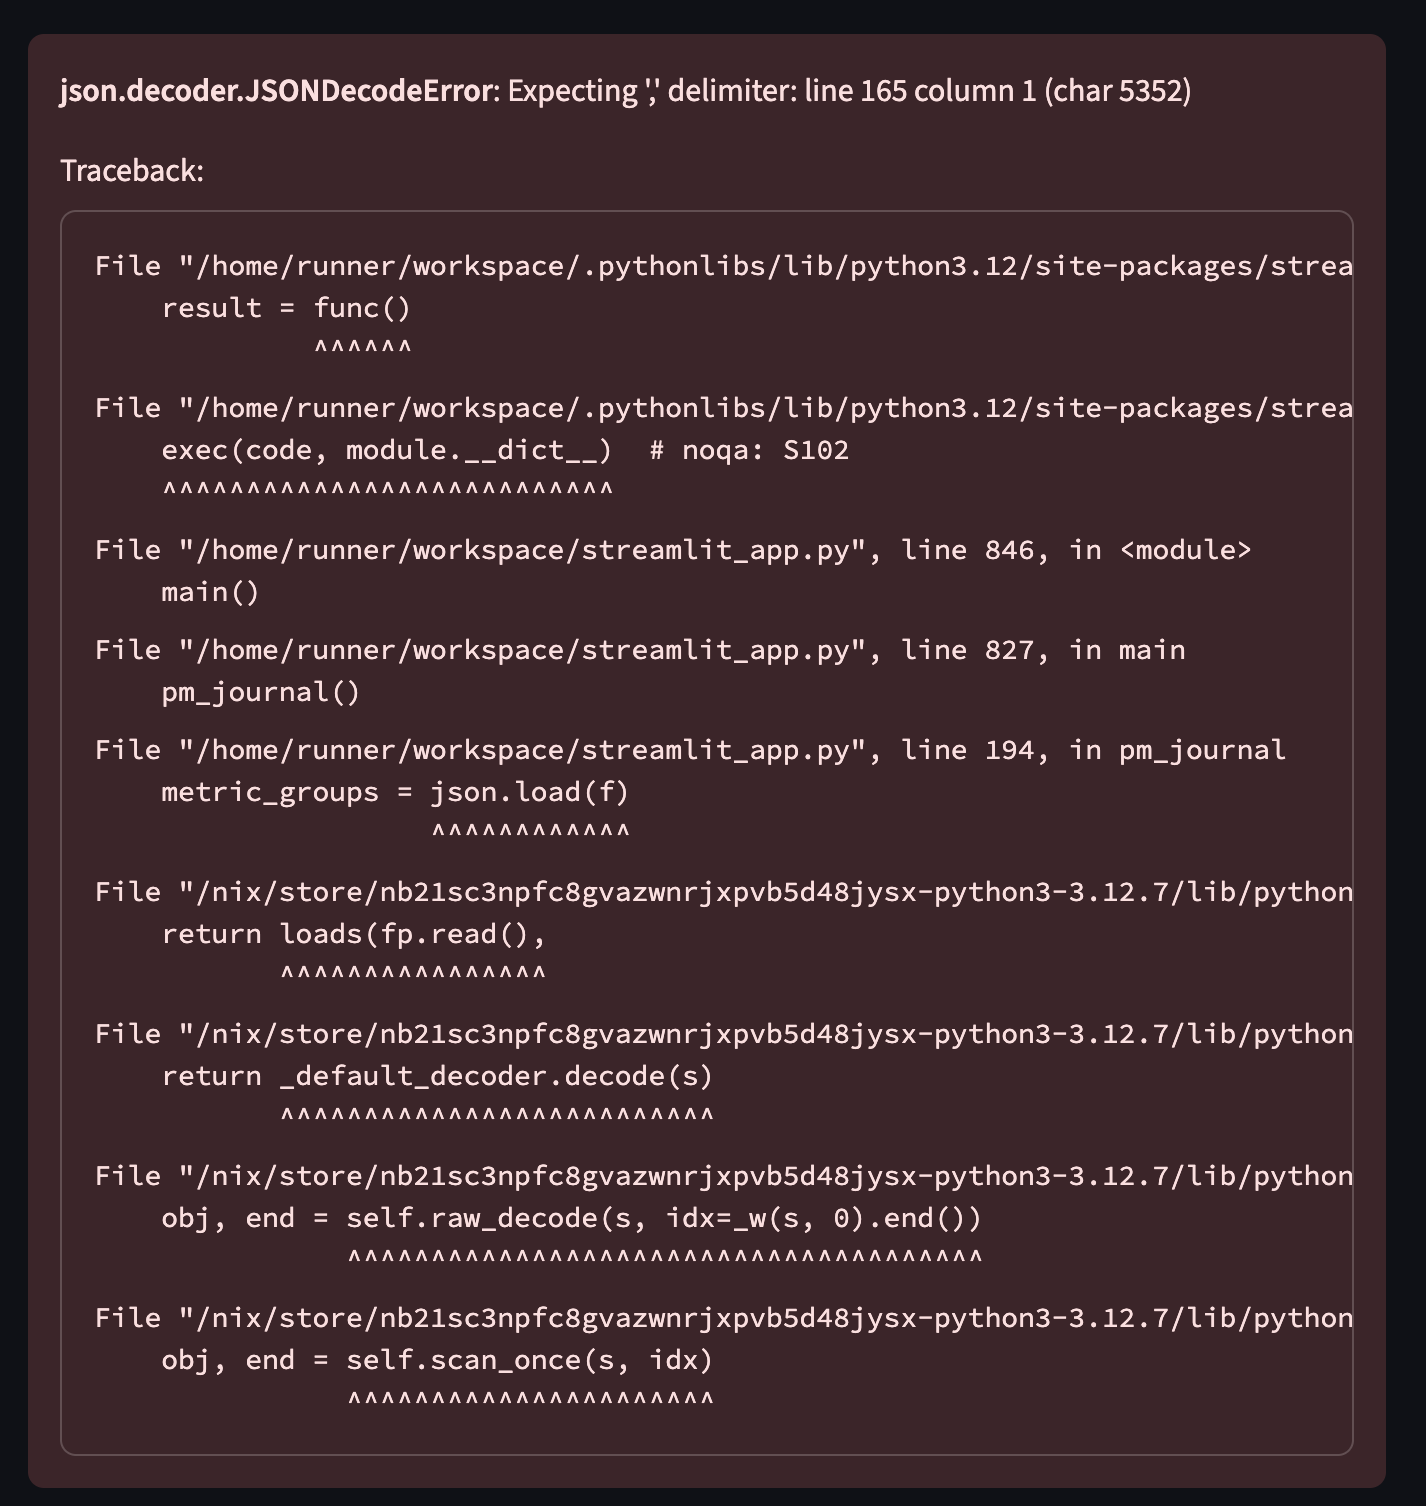 json.decoder.JSONDecodeError: Expecting ',' delimiter: line 165 column 1 (char 5352)
Traceback:
File "/home/runner/workspace/.pythonlibs/lib/python3.12/site-packages/strea
result = func()
^^^^^^
File "/home/runner/workspace/.pythonlibs/lib/python3.12/site-packages/strea
exec(code, module.__dict__)  # noqa: S102
^^^^^^^^^^^^^^^^^^^^^^^^^^^
File "/home/runner/workspace/streamlit_app.py", line 846, in <module>
main()
File "/home/runner/workspace/streamlit_app.py", line 827, in main
pm_journal()
File "/home/runner/workspace/streamlit_app.py", line 194, in pm_journal
metric_groups = json.load(f)
^^^^^^^^^^^^
File "/nix/store/nb21sc3npfc8gvazwnrjxpvb5d48jysx-python3-3.12.7/lib/python
return loads(fp.read(),
^^^^^^^^^^^^^^^^
File "/nix/store/nb21sc3npfc8gvazwnrjxpvb5d48jysx-python3-3.12.7/lib/python
return _default_decoder.decode(s)
^^^^^^^^^^^^^^^^^^^^^^^^^^
File "/nix/store/nb21sc3npfc8gvazwnrjxpvb5d48jysx-python3-3.12.7/lib/python
obj, end = self.raw_decode(s, idx=_w(s, 0).end())
^^^^^^^^^^^^^^^^^^^^^^^^^^^^^^^^^^^^^^
File "/nix/store/nb21sc3npfc8gvazwnrjxpvb5d48jysx-python3-3.12.7/lib/python
obj, end = self.scan_once(s, idx)
^^^^^^^^^^^^^^^^^^^^^^